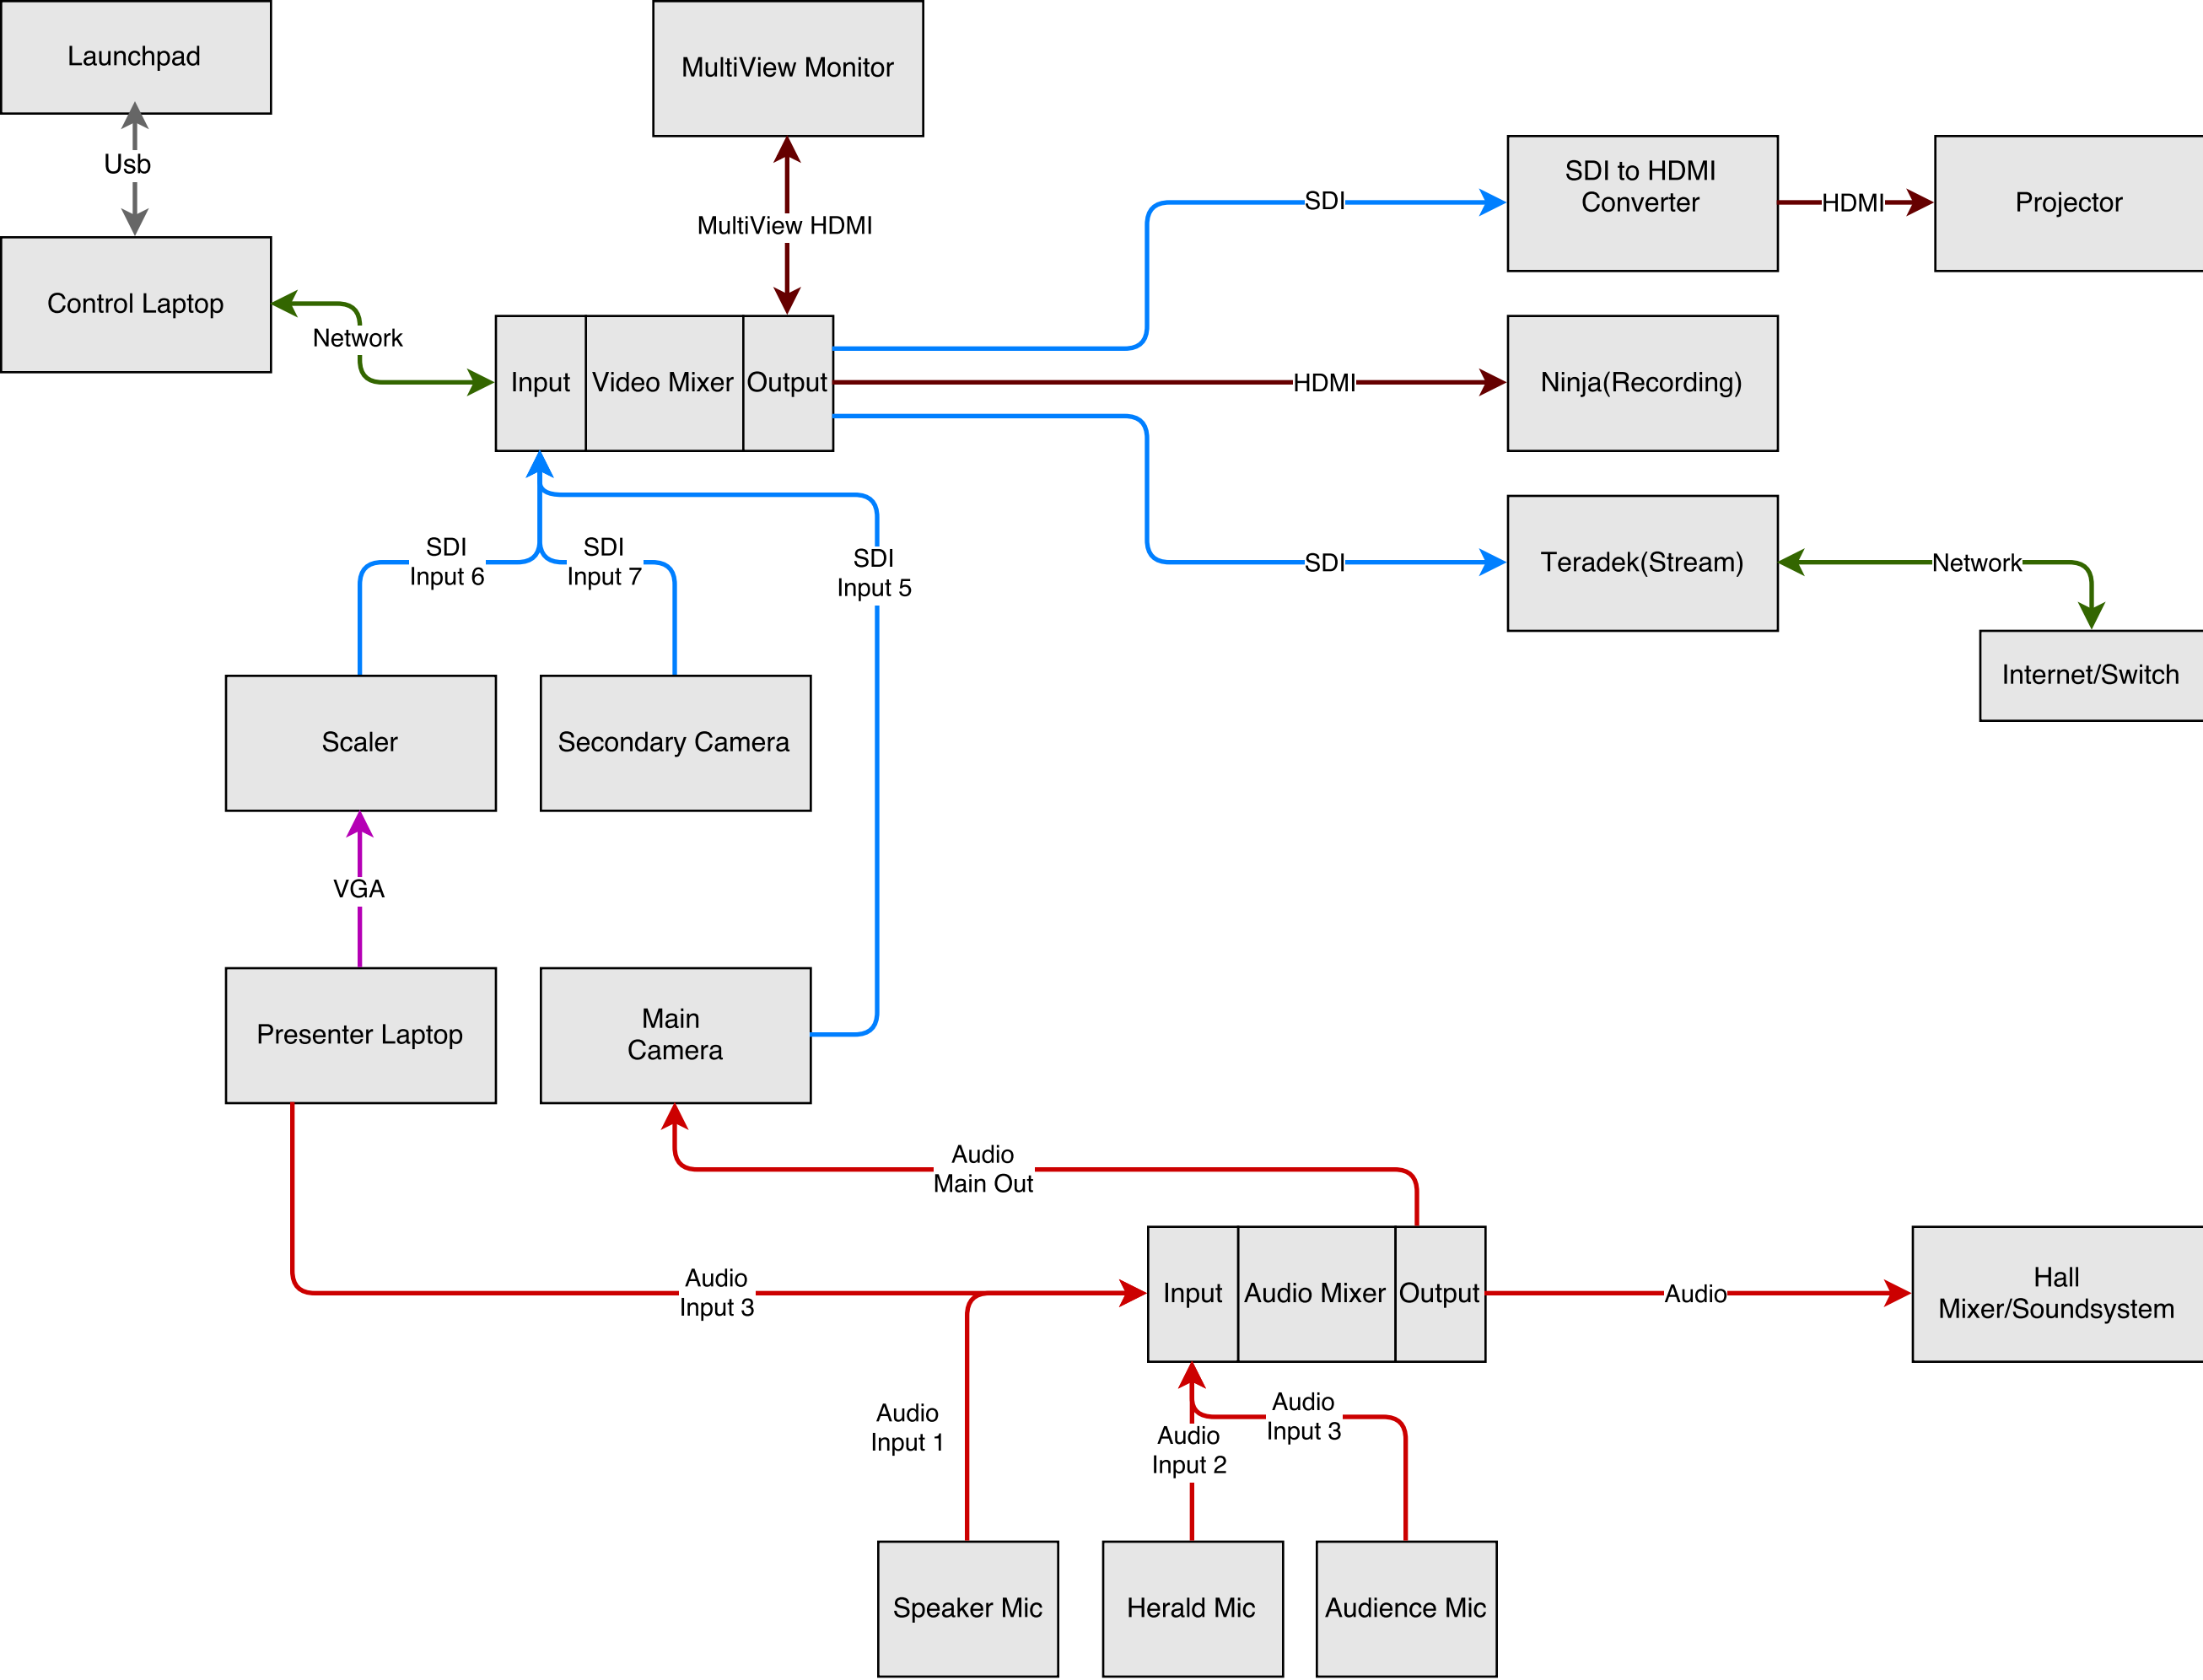 Launchpad
MultiView Monitor
Usb
SDI to HDMI
Converter
HDMI
Projector
SDI
MultiView HDMI
Control Laptop
Network
Input
Video Mixer
Output
HDMI
Ninja(Recording)
SDI
Input 6
SDI
Input 7
SDI
Input 5
SDI
Teradek(Stream)
Network
Internet/Switch
Scaler
Secondary Camera
VGA
Presenter Laptop
Main
Camera
Audio
Main Out
Audio
Input 3
Input
Audio Mixer
Output
Audio
Hall
Mixer/Soundsystem
Audio
Input 1
Audio
Input 2
Audio
Input 3
Speaker Mic
Herald Mic
Audience Mic